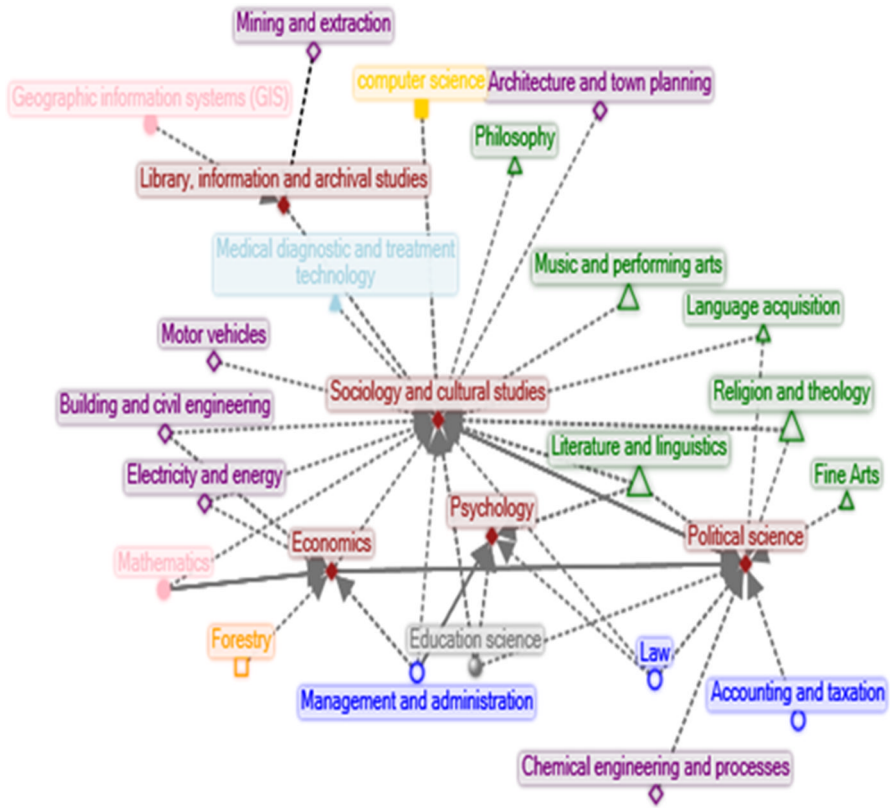 Mining and extraction
computer science
Architecture and town planning
Geographic information systems (GIS)
Philosophy
Library, information and archival studies
Medical diagnostic and treatment
technology
Music and performing arts
Language acquisition
Motor vehicles
Sociology and cultural studies
Religion and theology
Building and civil engineering
Literature and linguistics
Electricity and energy
Fine Arts
Psychology
Economics
Political science
Mathematics
Forestry
Education science
Law
Management and administration
Accounting and taxation
Chemical engineering and processes